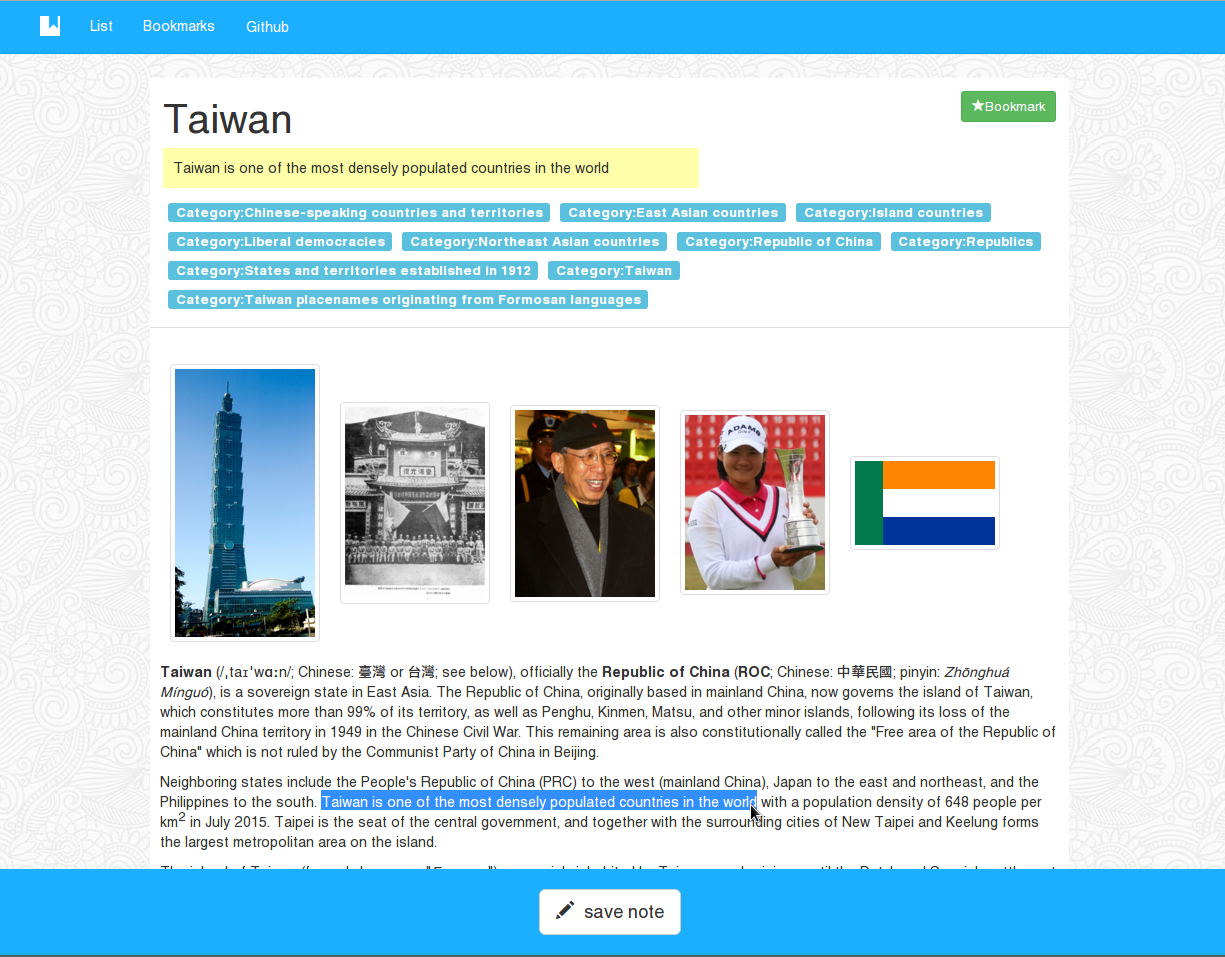 List Bookmarks Github
Taiwan
★Bookmark
Taiwan is one of the most densely populated countries in the world
Category:Chinese-speaking countries and territories Category:East Asian countries Category:Island countries
Category:Liberal democracies Category:Northeast Asian countries Category:Republic of China Category:Republics
Category:States and territories established in 1912 Category:Taiwan
Category:Taiwan placenames originating from Formosan languages
ADAMS
Taiwan (/ˌtaɪˈwɑːn/; Chinese: 臺灣 or 台灣; see below), officially the Republic of China (ROC; Chinese: 中華民國; pinyin: Zhōnghuá
Mínguó), is a sovereign state in East Asia. The Republic of China, originally based in mainland China, now governs the island of Taiwan,
which constitutes more than 99% of its territory, as well as Penghu, Kinmen, Matsu, and other minor islands, following its loss of the
mainland China territory in 1949 in the Chinese Civil War. This remaining area is also constitutionally called the "Free area of the Republic of
China" which is not ruled by the Communist Party of China in Beijing.
Neighboring states include the People's Republic of China (PRC) to the west (mainland China), Japan to the east and northeast, and the
Philippines to the south. Taiwan is one of the most densely populated countries in the world with a population density of 648 people per
km2 in July 2015. Taipei is the seat of the central government, and together with the surrounding cities of New Taipei and Keelung forms
the largest metropolitan area on the island.
save note